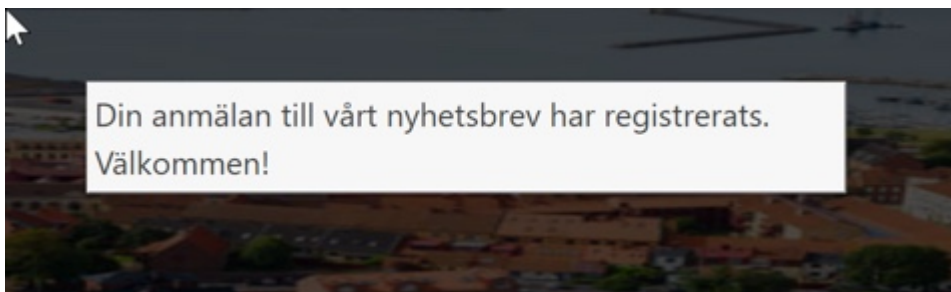 Din anmälan till vårt nyhetsbrev har registrerats.
Välkommen!